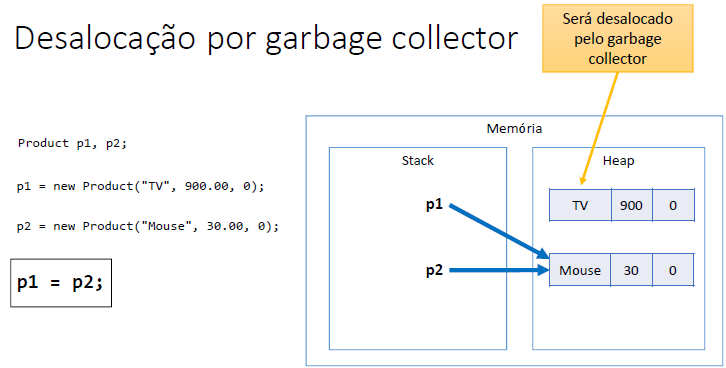 Desalocação por garbage collector
Será desalocado
pelo garbage
collector
Product p1, p2;
p1 = new Product("TV", 900.00, 0);
p2 = new Product("Mouse", 30.00, 0);
p1 = p2;
Memória
Stack
Heap
p1
TV 900 0
p2
Mouse 30 0